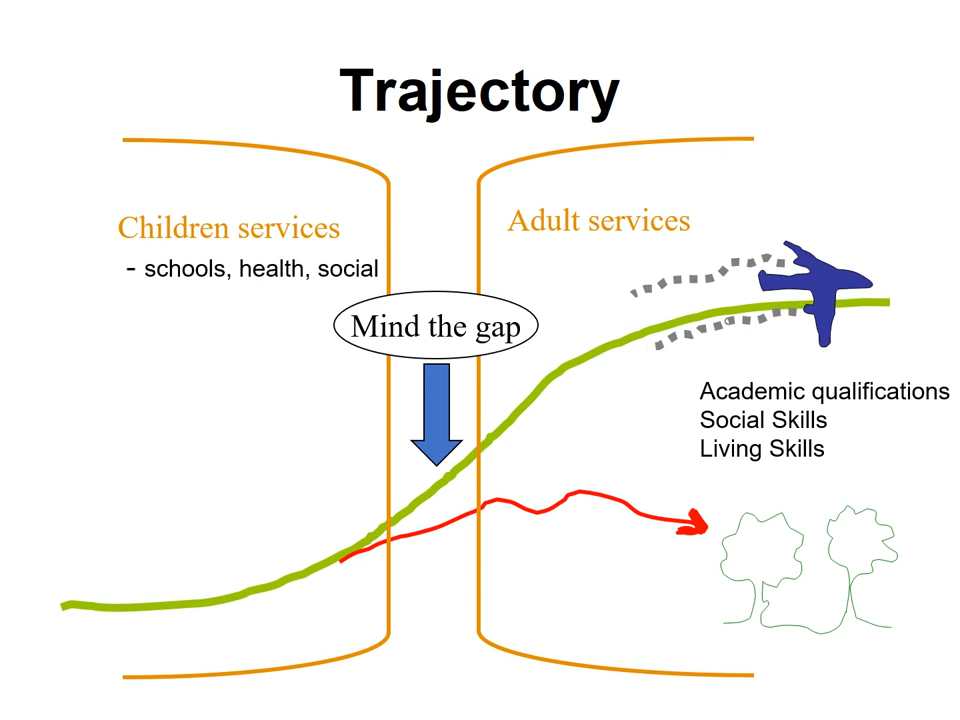 Trajectory
Children services
- schools, health, social
Adult services
Mind the gap
Academic qualifications
Social Skills
Living Skills